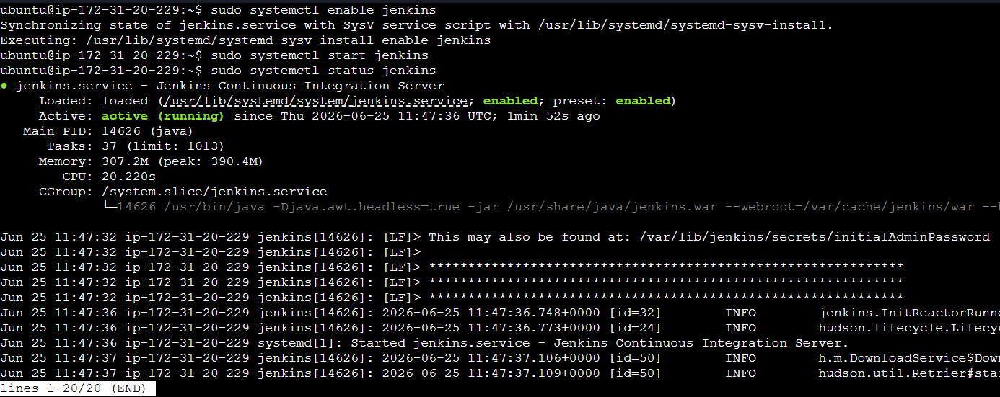 ubuntu@ip-172-31-20-229:~$ sudo systemctl enable jenkins
Synchronizing state of jenkins.service with SysV service script with /usr/lib/systemd/systemd-sysv-install.
Executing: /usr/lib/systemd/systemd-sysv-install enable jenkins
ubuntu@ip-172-31-20-229:~$ sudo systemctl start jenkins
ubuntu@ip-172-31-20-229:~$ sudo systemctl status jenkins
● jenkins.service - Jenkins Continuous Integration Server
     Loaded: loaded (/usr/lib/systemd/system/jenkins.service; enabled; preset: enabled)
     Active: active (running) since Thu 2026-06-25 11:47:36 UTC; 1min 52s ago
   Main PID: 14626 (java)
      Tasks: 37 (limit: 1013)
     Memory: 307.2M (peak: 390.4M)
        CPU: 20.220s
     CGroup: /system.slice/jenkins.service
             └─14626 /usr/bin/java -Djava.awt.headless=true -jar /usr/share/java/jenkins.war --webroot=/var/cache/jenkins/war --
Jun 25 11:47:32 ip-172-31-20-229 jenkins[14626]: [LF]> This may also be found at: /var/lib/jenkins/secrets/initialAdminPassword
Jun 25 11:47:32 ip-172-31-20-229 jenkins[14626]: [LF]>
Jun 25 11:47:32 ip-172-31-20-229 jenkins[14626]: [LF]> *************************************************************
Jun 25 11:47:32 ip-172-31-20-229 jenkins[14626]: [LF]> *************************************************************
Jun 25 11:47:32 ip-172-31-20-229 jenkins[14626]: [LF]> *************************************************************
Jun 25 11:47:36 ip-172-31-20-229 jenkins[14626]: 2026-06-25 11:47:36.748+0000 [id=32]        INFO        jenkins.InitReactorRunne
Jun 25 11:47:36 ip-172-31-20-229 jenkins[14626]: 2026-06-25 11:47:36.773+0000 [id=24]        INFO        hudson.lifecycle.Lifecyc
Jun 25 11:47:36 ip-172-31-20-229 systemd[1]: Started jenkins.service - Jenkins Continuous Integration Server.
Jun 25 11:47:37 ip-172-31-20-229 jenkins[14626]: 2026-06-25 11:47:37.106+0000 [id=50]        INFO        h.m.DownloadService$Dow
Jun 25 11:47:37 ip-172-31-20-229 jenkins[14626]: 2026-06-25 11:47:37.109+0000 [id=50]        INFO        hudson.util.Retrier#sta
lines 1-20/20 (END)